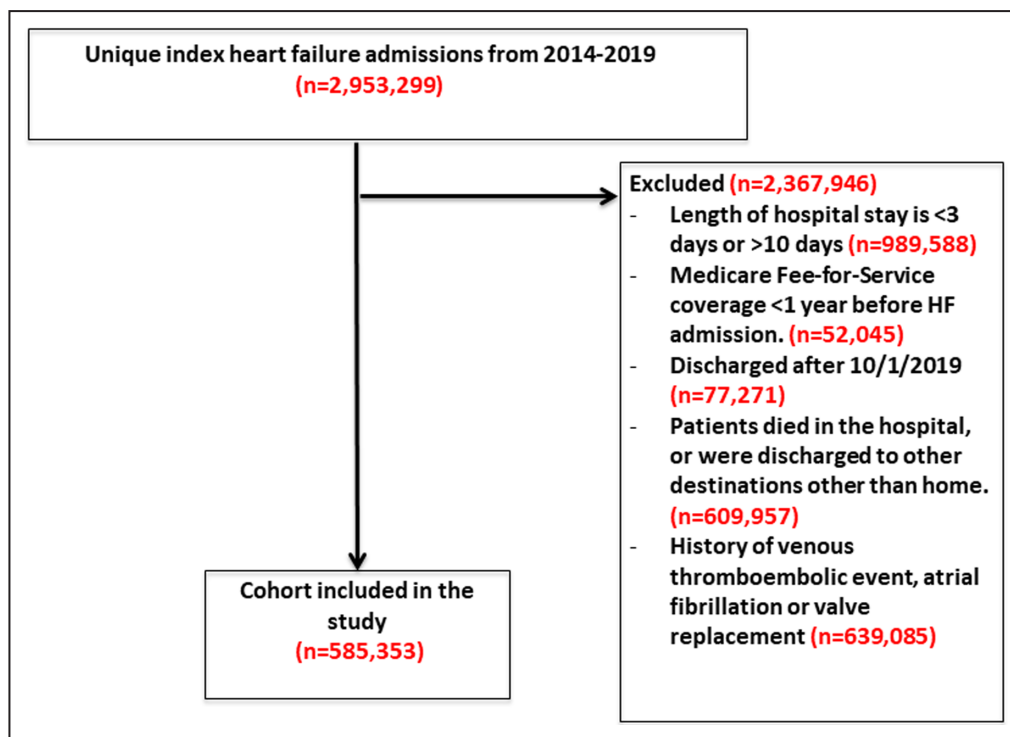 Unique index heart failure admissions from 2014-2019
(n=2,953,299)
Excluded (n=2,367,946)
- Length of hospital stay is <3
days or >10 days (n=989,588)
- Medicare Fee-for-Service
coverage <1 year before HF
admission. (n=52,045)
- Discharged after 10/1/2019
(n=77,271)
- Patients died in the hospital,
or were discharged to other
destinations other than home.
(n=609,957)
- History of venous
thromboembolic event, atrial
fibrillation or valve
replacement (n=639,085)
Cohort included in the
study
(n=585,353)